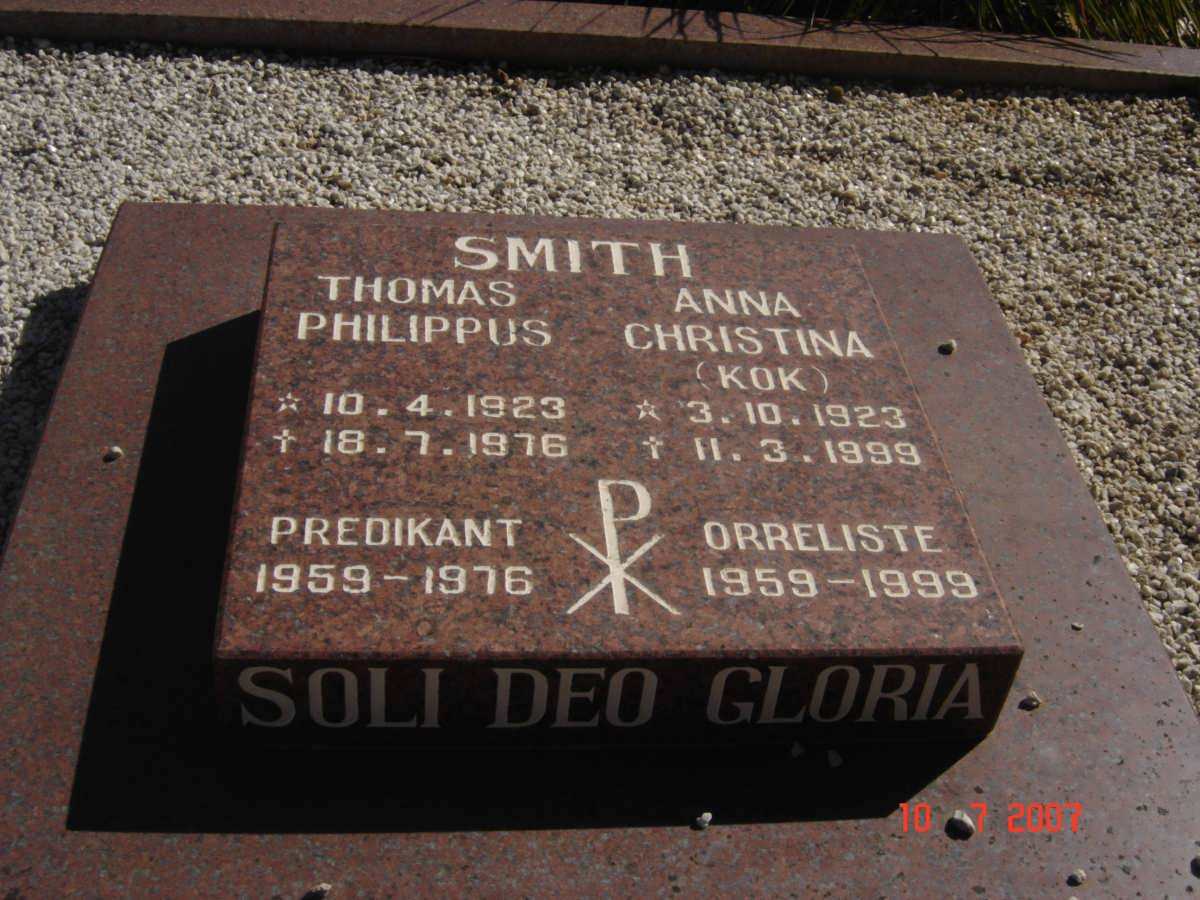 SMITH
THOMAS PHILIPPUS
☆ 10.4.1923
† 18.7.1976
ANNA CHRISTINA
(KOK)
☆ 3.10.1923
† 11.3.1999
PREDIKANT
1959–1976
ORRELISTE
1959–1999
SOLI DEO GLORIA
10 7 2007